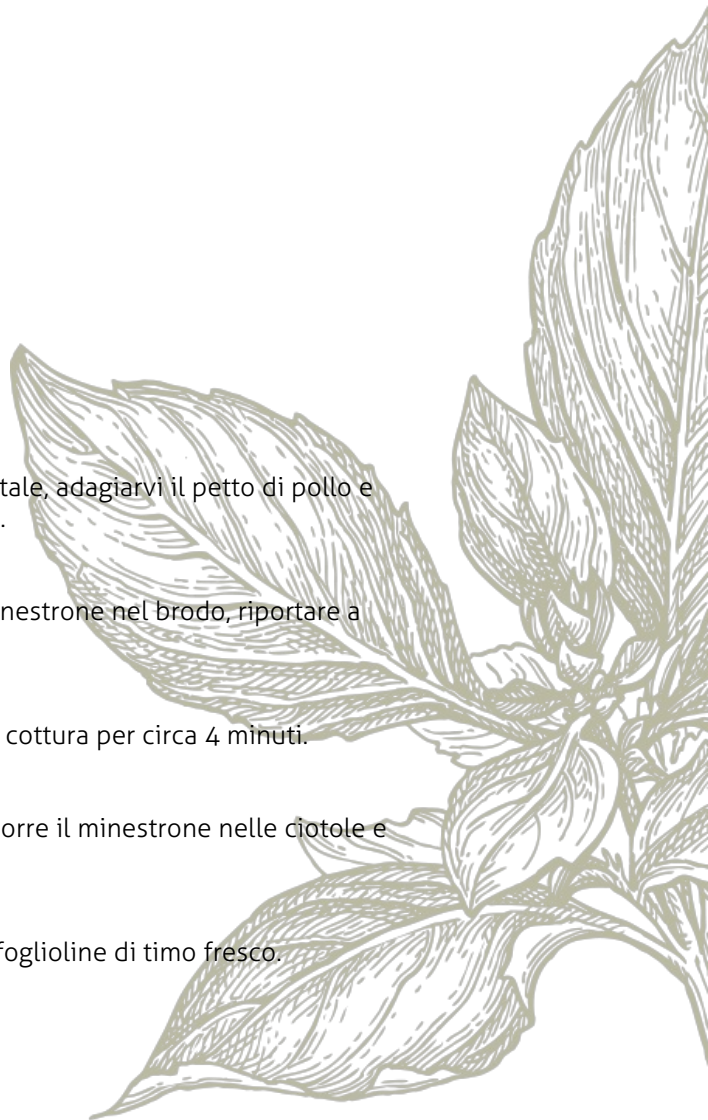 tale, adagiarvi il petto di pollo e
.
nestrone nel brodo, riportare a
cottura per circa 4 minuti.
orre il minestrone nelle ciotole e
foglioline di timo fresco.